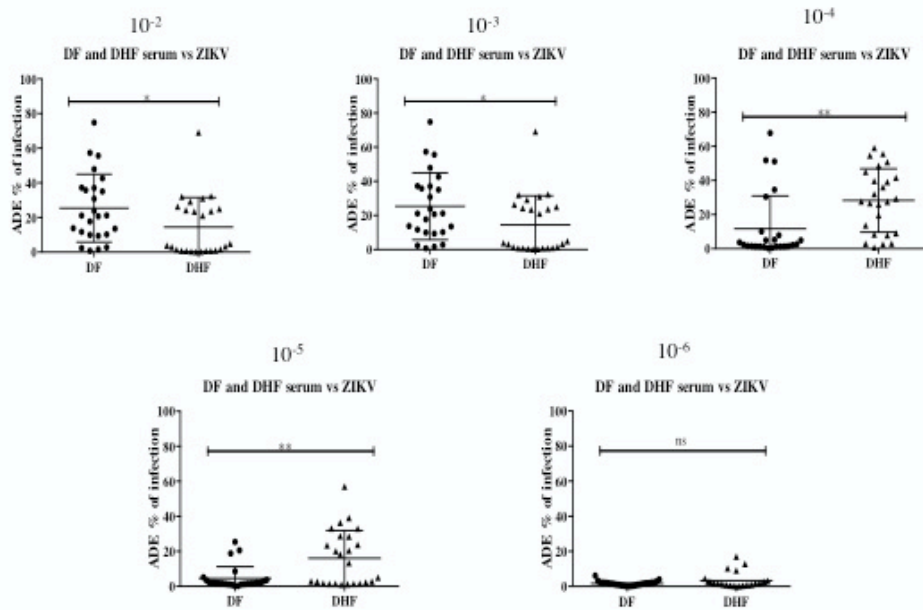 10-2
DF and DHF serum vs ZIKV
ADE % of infection
100
80
60
40
20
0
*
DF
DHF
10-3
DF and DHF serum vs ZIKV
ADE % of infection
100
80
60
40
20
0
*
DF
DHF
10-4
DF and DHF serum vs ZIKV
ADE % of infection
100
80
60
40
20
0
**
DF
DHF
10-5
DF and DHF serum vs ZIKV
ADE % of infection
100
80
60
40
20
0
**
DF
DHF
10-6
DF and DHF serum vs ZIKV
ADE % of infection
100
80
60
40
20
0
ns
DF
DHF